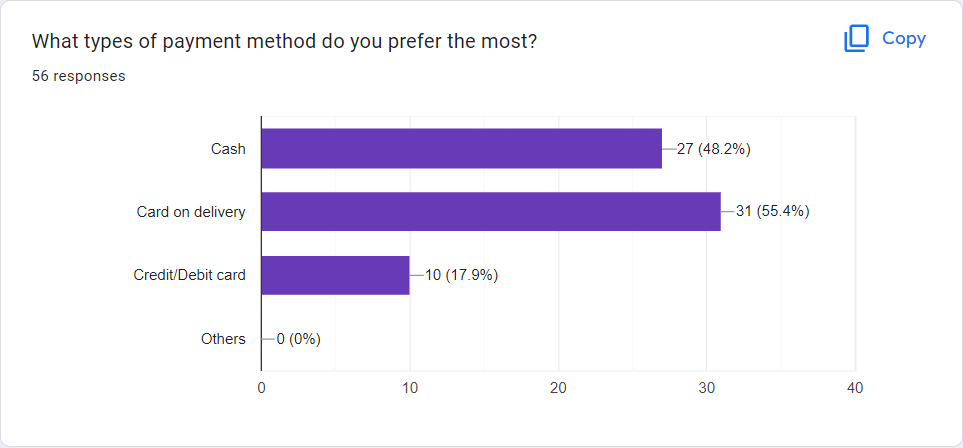 What types of payment method do you prefer the most?
Copy
56 responses
Cash 27 (48.2%)
Card on delivery 31 (55.4%)
Credit/Debit card 10 (17.9%)
Others 0 (0%)
0 10 20 30 40